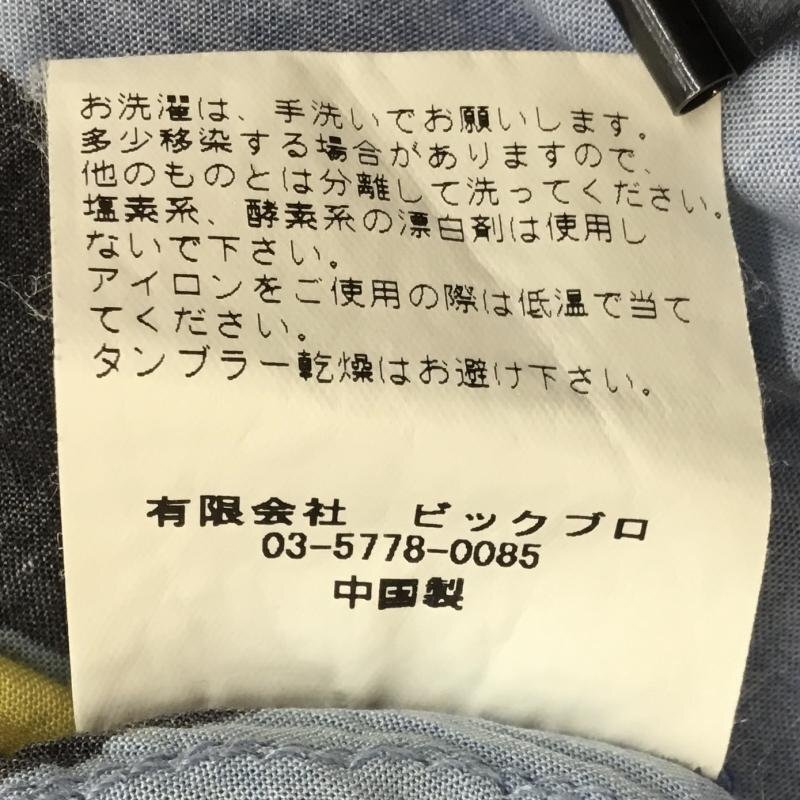 お洗濯は、手洗いでお願いします。
多少移染する場合がありますので、
他のものとは分離して洗ってください。
塩素系、酵素系の漂白剤は使用し
ないで下さい。
アイロンをご使用の際は低温で当て
てください。
タンブラー乾燥はお避け下さい。
有限会社　ビックブロ
03-5778-0085
中国製